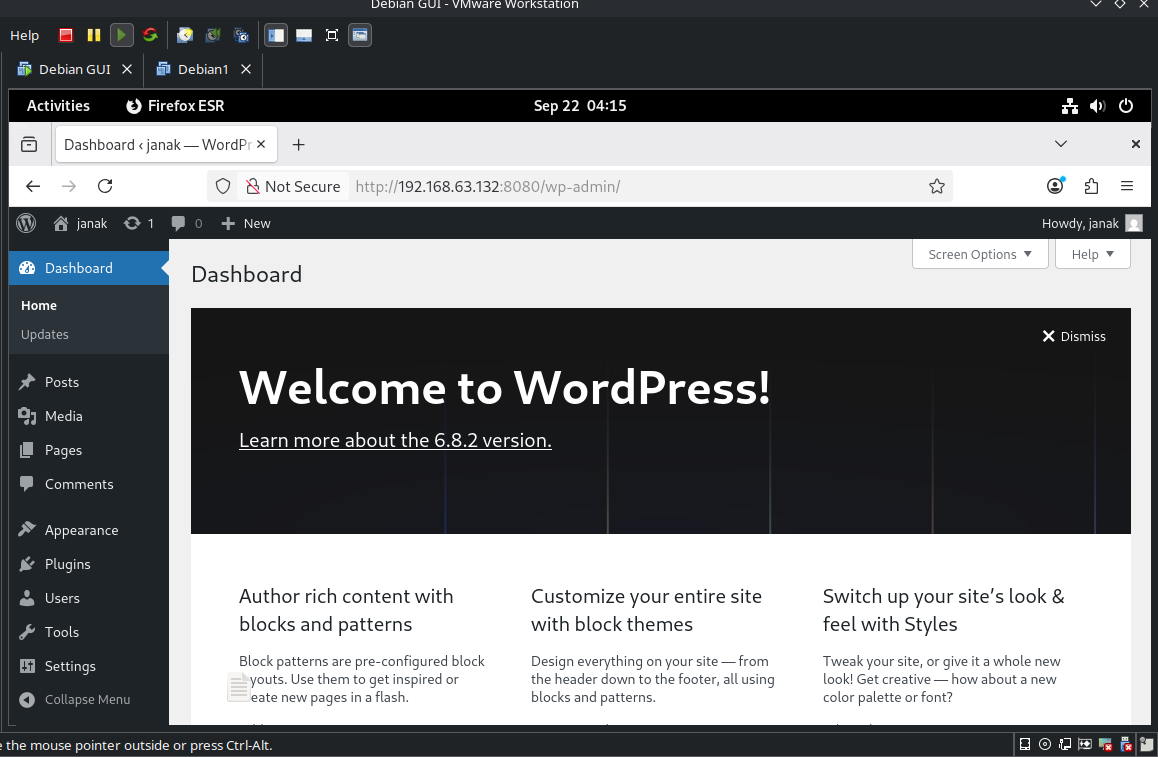 Debian GUI - VMware Workstation
Help
Debian GUI
Debian1
Activities
Firefox ESR
Sep 22 04:15
Dashboard ‹ janak — WordPr
Not Secure
http://192.168.63.132:8080/wp-admin/
janak
1
0
New
Howdy, janak
Dashboard
Home
Updates
Posts
Media
Pages
Comments
Appearance
Plugins
Users
Tools
Settings
Collapse Menu
Screen Options
Help
Dashboard
Dismiss
Welcome to WordPress!
Learn more about the 6.8.2 version.
Author rich content with
blocks and patterns
Block patterns are pre-configured block
youts. Use them to get inspired or
eate new pages in a flash.
Customize your entire site
with block themes
Design everything on your site — from
the header down to the footer, all using
blocks and patterns.
Switch up your site’s look &
feel with Styles
Tweak your site, or give it a whole new
look! Get creative — how about a new
color palette or font?
e the mouse pointer outside or press Ctrl-Alt.